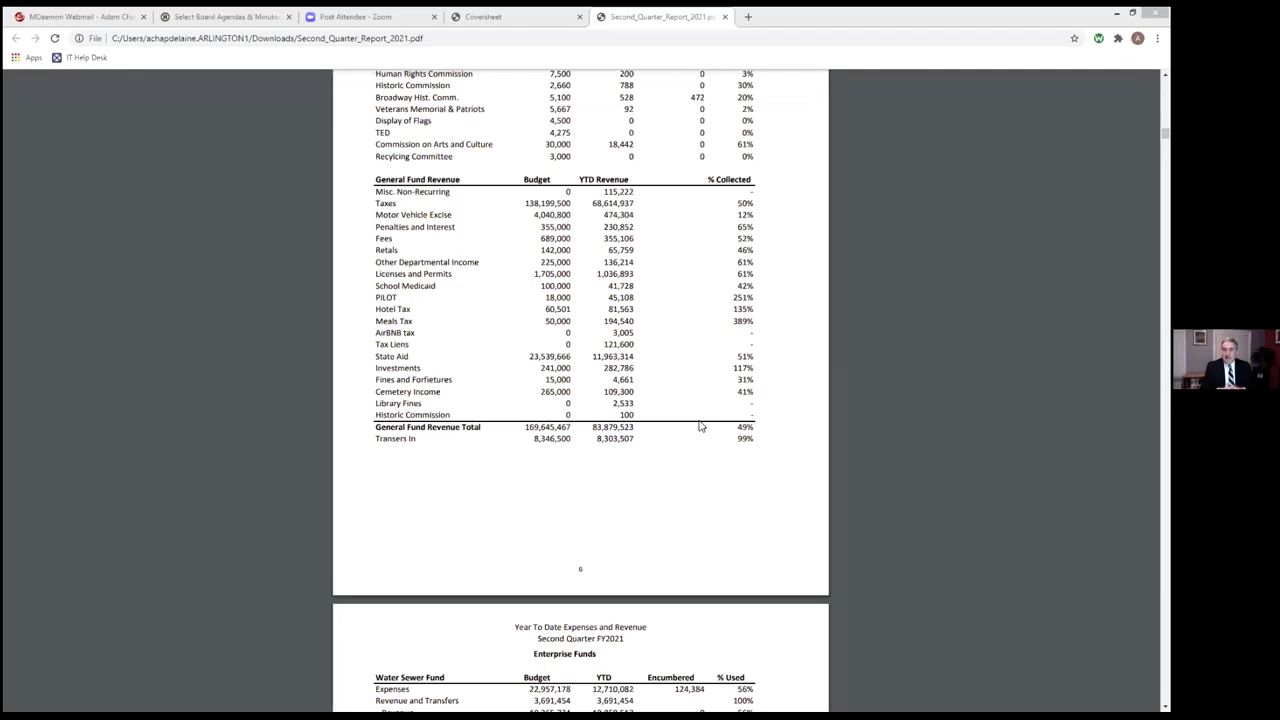 MDaemon Webmail - Adam Cha
Select Board Agendas & Minute
Post Attendee - Zoom
Coversheet
Second_Quarter_Report_2021.pd
File C:/Users/achapdelaine.ARLINGTON1/Downloads/Second_Quarter_Report_2021.pdf
Apps IT Help Desk
Human Rights Commission 7,500 200 0 3%
Historic Commission 2,660 788 0 30%
Broadway Hist. Comm. 5,100 528 472 20%
Veterans Memorial & Patriots 5,667 92 0 2%
Display of Flags 4,500 0 0 0%
TED 4,275 0 0 0%
Commission on Arts and Culture 30,000 18,442 0 61%
Recylcing Committee 3,000 0 0 0%
General Fund Revenue Budget YTD Revenue % Collected
Misc. Non-Recurring 0 115,222 -
Taxes 138,199,500 68,614,937 50%
Motor Vehicle Excise 4,040,800 474,304 12%
Penalties and Interest 355,000 230,852 65%
Fees 689,000 355,106 52%
Retals 142,000 65,759 46%
Other Departmental Income 225,000 136,214 61%
Licenses and Permits 1,705,000 1,036,893 61%
School Medicaid 100,000 41,728 42%
PILOT 18,000 45,108 251%
Hotel Tax 60,501 81,563 135%
Meals Tax 50,000 194,540 389%
AirBNB tax 0 3,005 -
Tax Liens 0 121,600 -
State Aid 23,539,666 11,963,314 51%
Investments 241,000 282,786 117%
Fines and Forfietures 15,000 4,661 31%
Cemetery Income 265,000 109,300 41%
Library Fines 0 2,533 -
Historic Commission 0 100 -
General Fund Revenue Total 169,645,467 83,879,523 49%
Transers In 8,346,500 8,303,507 99%
6
Year To Date Expenses and Revenue
Second Quarter FY2021
Enterprise Funds
Water Sewer Fund Budget YTD Encumbered % Used
Expenses 22,957,178 12,710,082 124,384 56%
Revenue and Transfers 3,691,454 3,691,454 100%